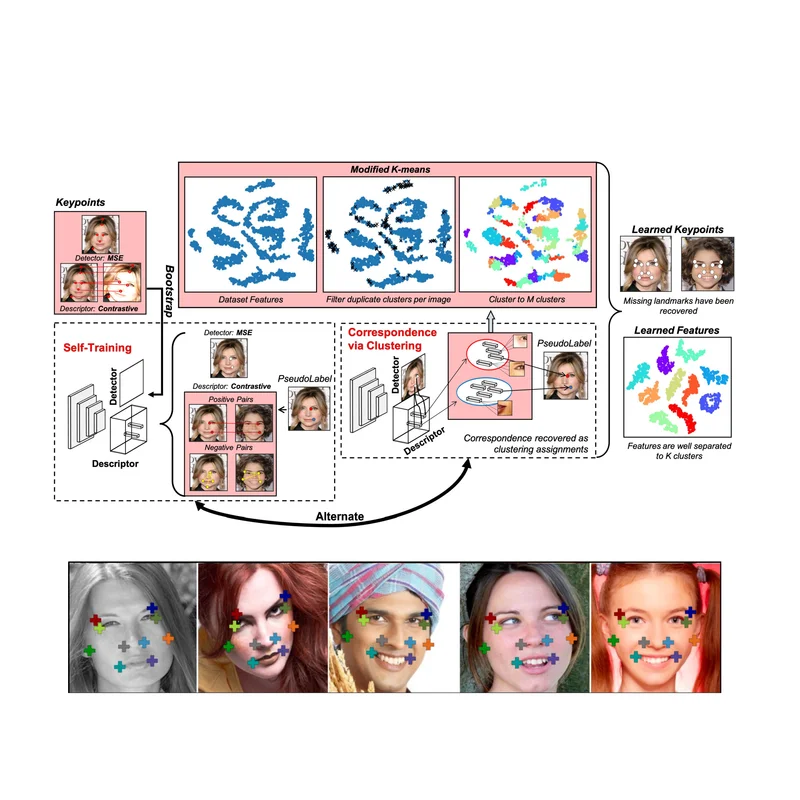 Modified K-means
Dataset Features
Filter duplicate clusters per image
Cluster to M clusters
Keypoints
Detector: MSE
Descriptor: Contrastive
Bootstrap
Self-Training
Detector
Descriptor
Detector: MSE
Descriptor: Contrastive
Positive Pairs
Negative Pairs
PseudoLabel
Correspondence
via Clustering
Detector
Descriptor
PseudoLabel
Correspondence recovered as
clustering assignments
Alternate
Learned Keypoints
Missing landmarks have been
recovered
Learned Features
Features are well separated
to K clusters